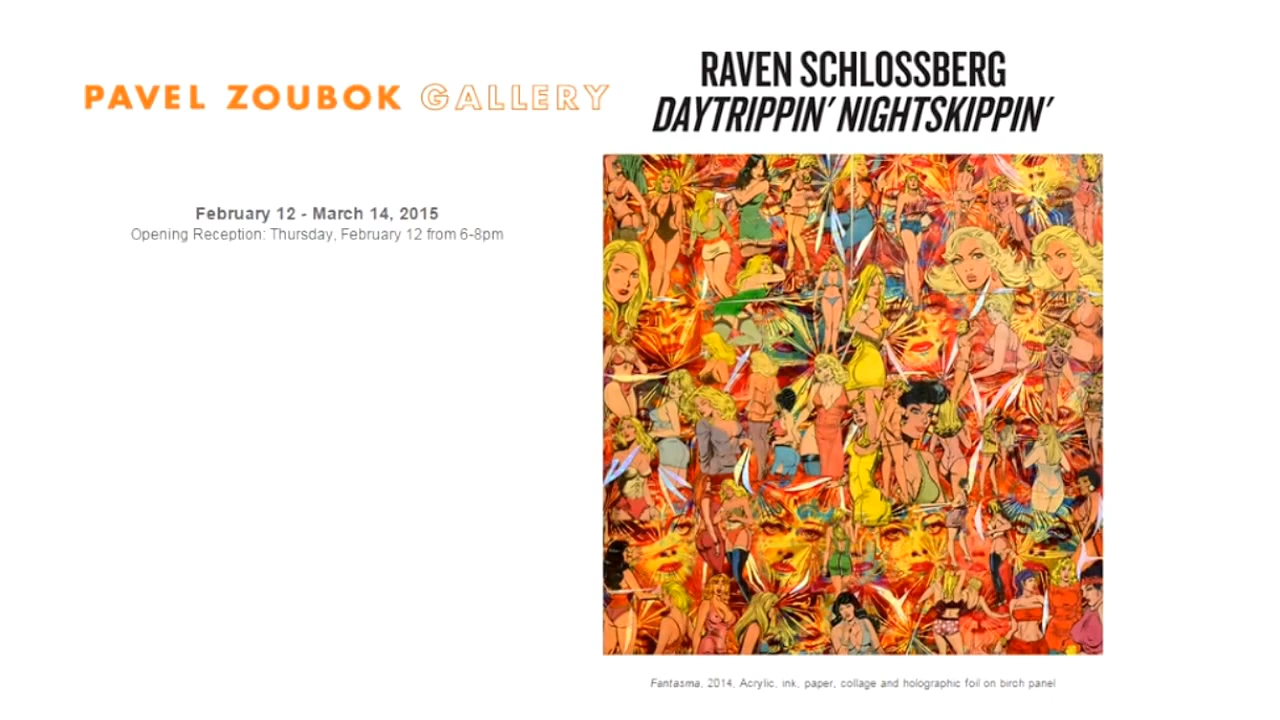 PAVEL ZOUBOK GALLERY
February 12 - March 14, 2015
Opening Reception: Thursday, February 12 from 6-8pm
RAVEN SCHLOSSBERG
DAYTRIPPIN' NIGHTSKIPPIN'
Fantasma, 2014, Acrylic, ink, paper, collage and holographic foil on birch panel